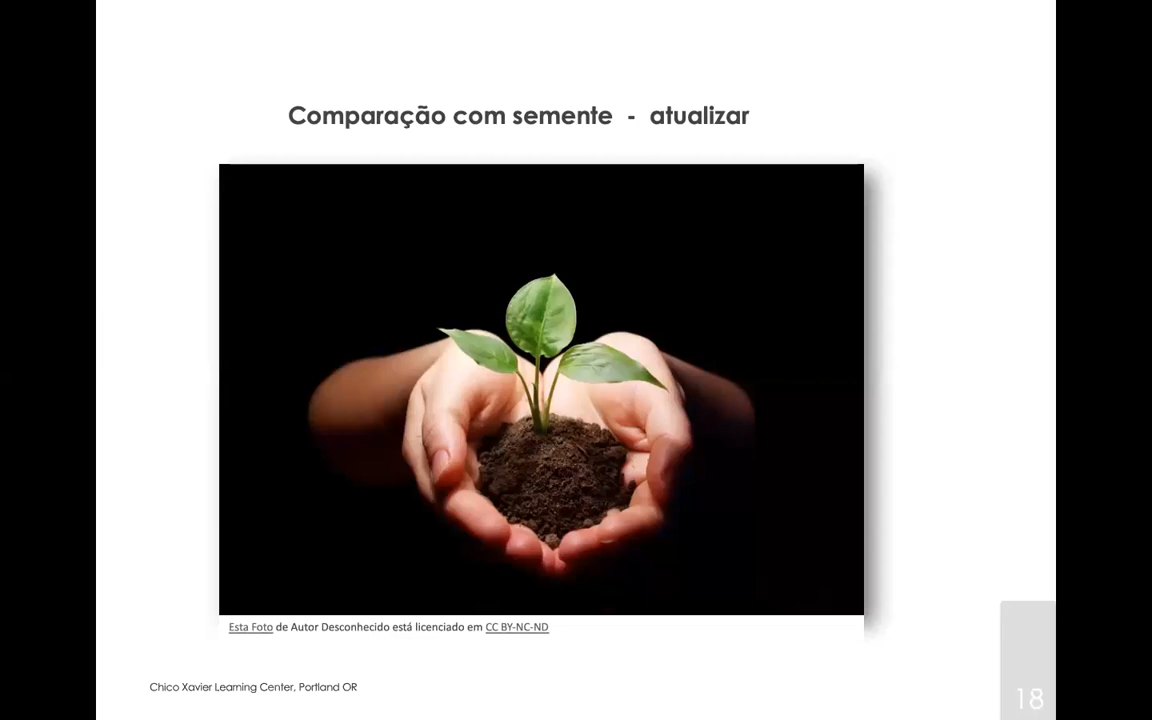 Comparação com semente - atualizar
Esta Foto de Autor Desconhecido está licenciado em CC BY-NC-ND
Chico Xavier Learning Center, Portland OR
18